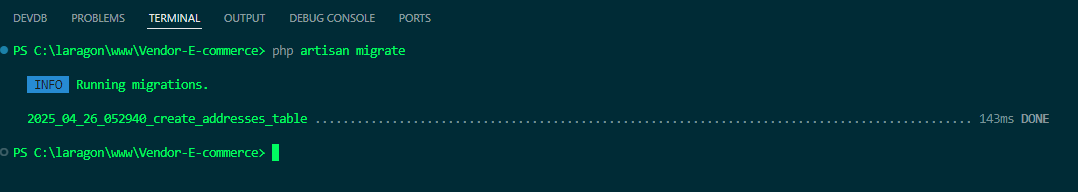 DEVDB PROBLEMS TERMINAL OUTPUT DEBUG CONSOLE PORTS
PS C:\laragon\www\Vendor-E-commerce> php artisan migrate
INFO Running migrations.
2025_04_26_052940_create_addresses_table .............................................................................................. 143ms DONE
PS C:\laragon\www\Vendor-E-commerce>